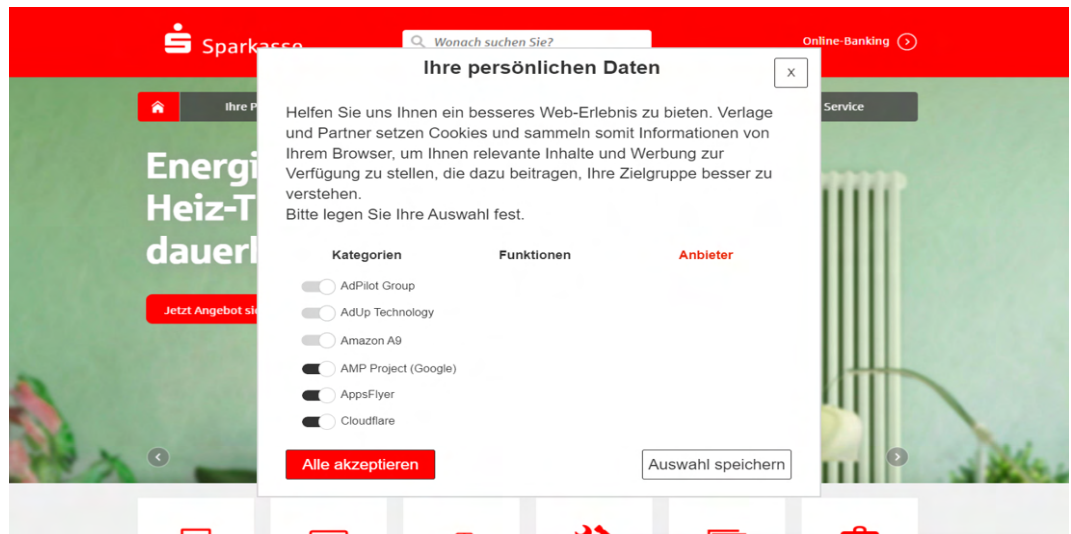 Sparkasse
Wonach suchen Sie?
Online-Banking
Ihre persönlichen Daten
X
Ihre P
Service
Helfen Sie uns Ihnen ein besseres Web-Erlebnis zu bieten. Verlage
und Partner setzen Cookies und sammeln somit Informationen von
Ihrem Browser, um Ihnen relevante Inhalte und Werbung zur
Verfügung zu stellen, die dazu beitragen, Ihre Zielgruppe besser zu
verstehen.
Bitte legen Sie Ihre Auswahl fest.
Energi
Heiz-T
dauerl
Jetzt Angebot si
Kategorien Funktionen Anbieter
AdPilot Group
AdUp Technology
Amazon A9
AMP Project (Google)
AppsFlyer
Cloudflare
Alle akzeptieren Auswahl speichern